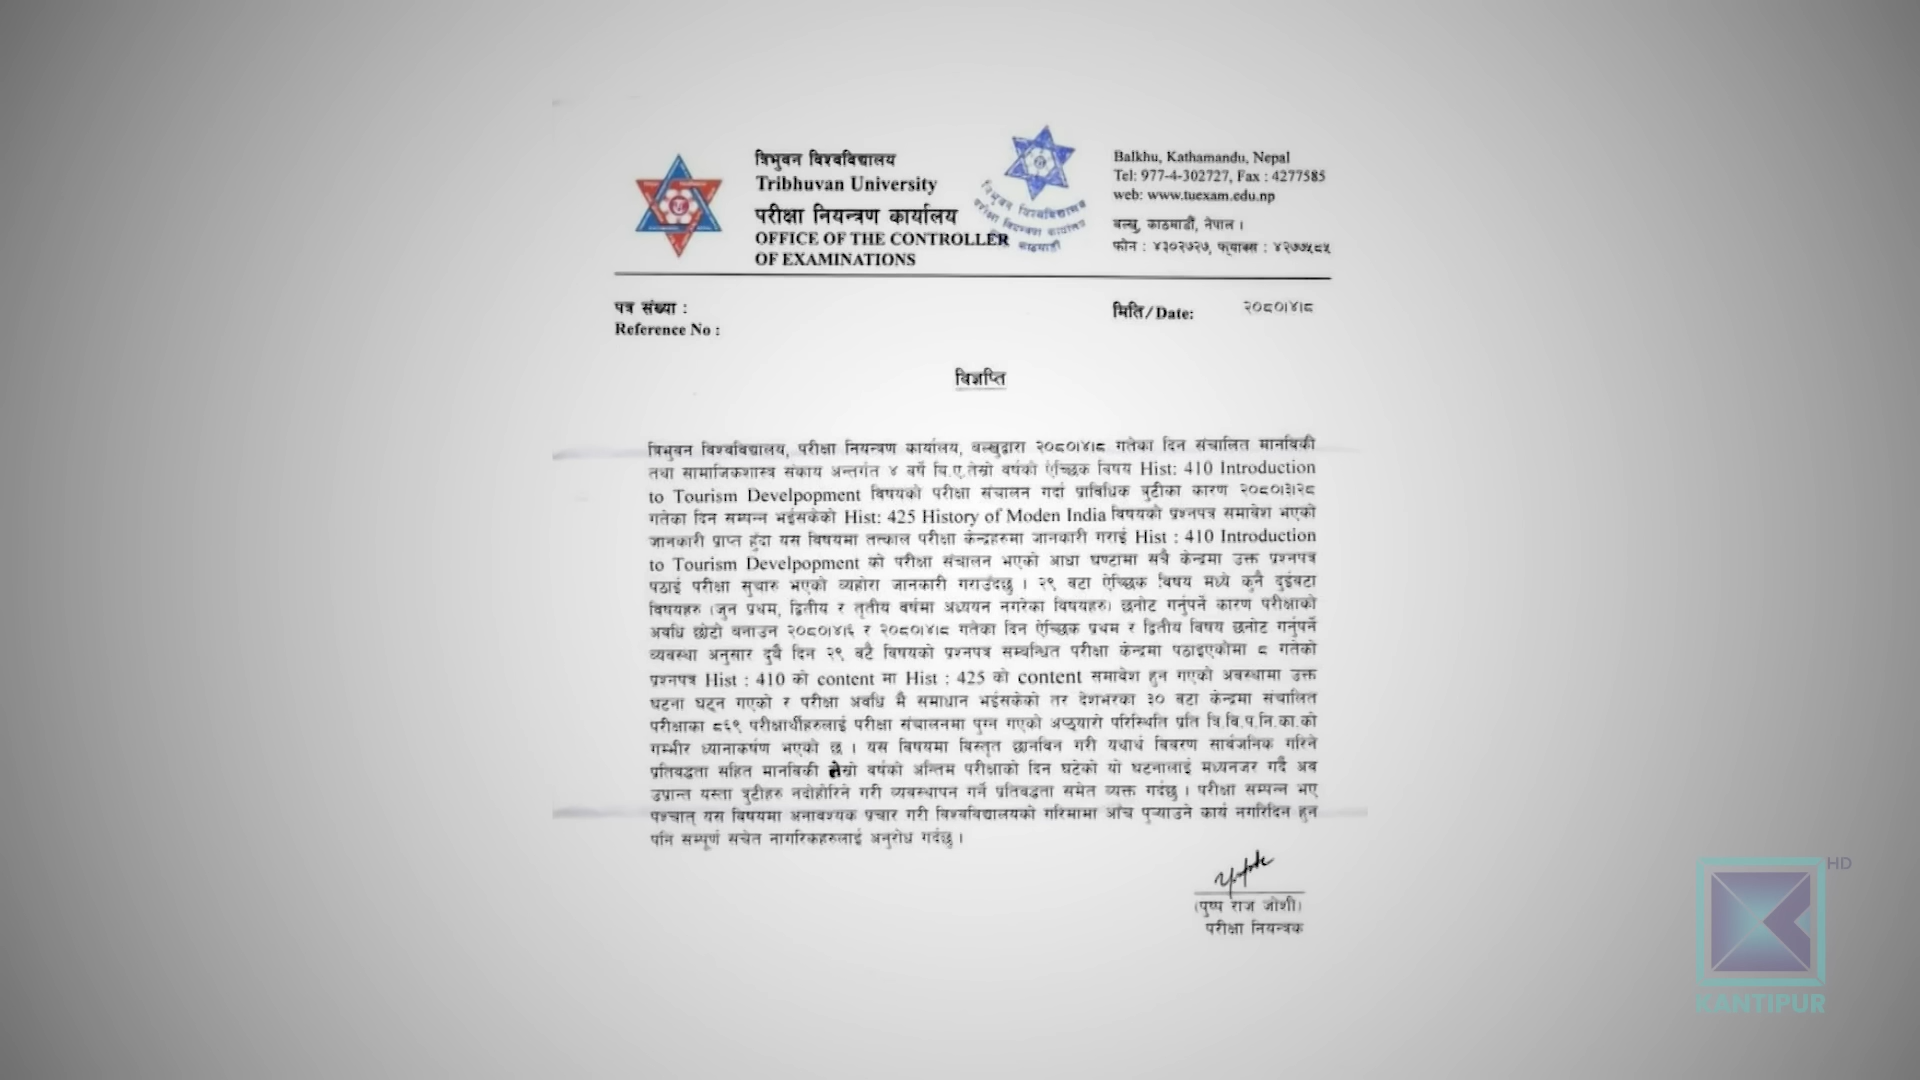 त्रिभुवन विश्वविद्यालय
Tribhuvan University
परीक्षा नियन्त्रण कार्यालय
OFFICE OF THE CONTROLLER
OF EXAMINATIONS
त्रिभुवन विश्वविद्यालय
परीक्षा नियन्त्रण कार्यालय
काठमाडौं
Balkhu, Kathamandu, Nepal
Tel: 977-4-302727, Fax : 4277585
web: www.tuexam.edu.np
बल्खु, काठमाडौं, नेपाल ।
फोन : ४३०२७२७, फ्याक्स : ४२७७५८५
पत्र संख्या :
Reference No :
मिति/Date: २०८०।४।८
विज्ञप्ति
त्रिभुवन विश्वविद्यालय, परीक्षा नियन्त्रण कार्यालय, बल्खुद्वारा २०८०।४।८ गतेका दिन संचालित मानविकी
तथा सामाजिकशास्त्र संकाय अन्तर्गत ४ वर्षे बि.ए.तेस्रो वर्षको ऐच्छिक विषय Hist: 410 Introduction
to Tourism Develpopment विषयको परीक्षा संचालन गर्दा प्राविधिक त्रुटीका कारण २०८०।३।२८
गतेका दिन सम्पन्न भईसकेको Hist: 425 History of Moden India विषयको प्रश्नपत्र समावेश भएको
जानकारी प्राप्त हुँदा यस विषयमा तत्काल परीक्षा केन्द्रहरुमा जानकारी गराई Hist : 410 Introduction
to Tourism Develpopment को परीक्षा संचालन भएको आधा घण्टामा सबै केन्द्रमा उक्त प्रश्नपत्र
पठाई परीक्षा सुचारु भएको व्यहोरा जानकारी गराउँदछु । २९ वटा ऐच्छिक विषय मध्ये कुनै दुईवटा
विषयहरु (जुन प्रथम, द्वितीय र तृतीय वर्षमा अध्ययन नगरेका विषयहरु) छनोट गर्नुपर्ने कारण परीक्षाको
अवधि छोटो बनाउन २०८०।४।६ र २०८०।४।८ गतेका दिन ऐच्छिक प्रथम र द्वितीय विषय छनोट गर्नुपर्ने
व्यवस्था अनुसार दुवै दिन २९ वटै विषयको प्रश्नपत्र सम्बन्धित परीक्षा केन्द्रमा पठाइएकोमा ८ गतेको
प्रश्नपत्र Hist : 410 को content मा Hist : 425 को content समावेश हुन गएको अवस्थामा उक्त
घटना घट्न गएको र परीक्षा अवधि मै समाधान भईसकेको तर देशभरका ३० वटा केन्द्रमा संचालित
परीक्षाका ८६९ परीक्षार्थीहरुलाई परीक्षा संचालनमा पुग्न गएको अप्ठ्यारो परिस्थिति प्रति त्रि.वि.प.नि.का.को
गम्भीर ध्यानाकर्षण भएको छ । यस विषयमा विस्तृत छानविन गरी यथार्थ विवरण सार्वजनिक गरिने
प्रतिवद्धता सहित मानविकी तेस्रो वर्षको अन्तिम परीक्षाको दिन घटेको यो घटनालाई मध्यनजर गर्दै अब
उप्रान्त यस्ता त्रुटीहरु नदोहोरिने गरी व्यवस्थापन गर्ने प्रतिवद्धता समेत व्यक्त गर्दछु । परीक्षा सम्पन्न भए
पश्चात् यस विषयमा अनावश्यक प्रचार गरी विश्वविद्यालयको गरिमामा आँच पुऱ्याउने कार्य नगरिदिन हुन
पनि सम्पूर्ण सचेत नागरिकहरुलाई अनुरोध गर्दछु ।
(पुष्प राज जोशी)
परीक्षा नियन्त्रक
HD
KANTIPUR